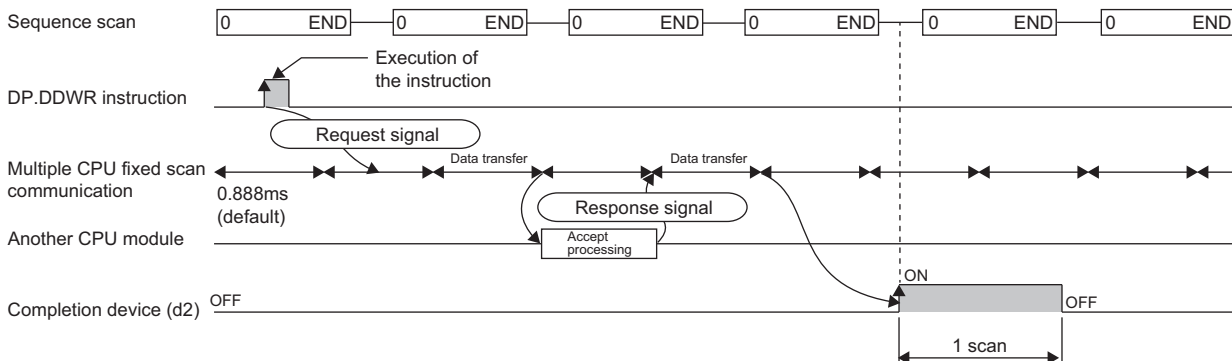 Sequence scan
0 END 0 END 0 END 0 END 0 END 0 END
Execution of
the instruction
DP.DDWR instruction
Request signal
Data transfer Data transfer
Multiple CPU fixed scan
communication
0.888ms
(default)
Response signal
Another CPU module
Accept
processing
ON
Completion device (d2) OFF OFF
1 scan